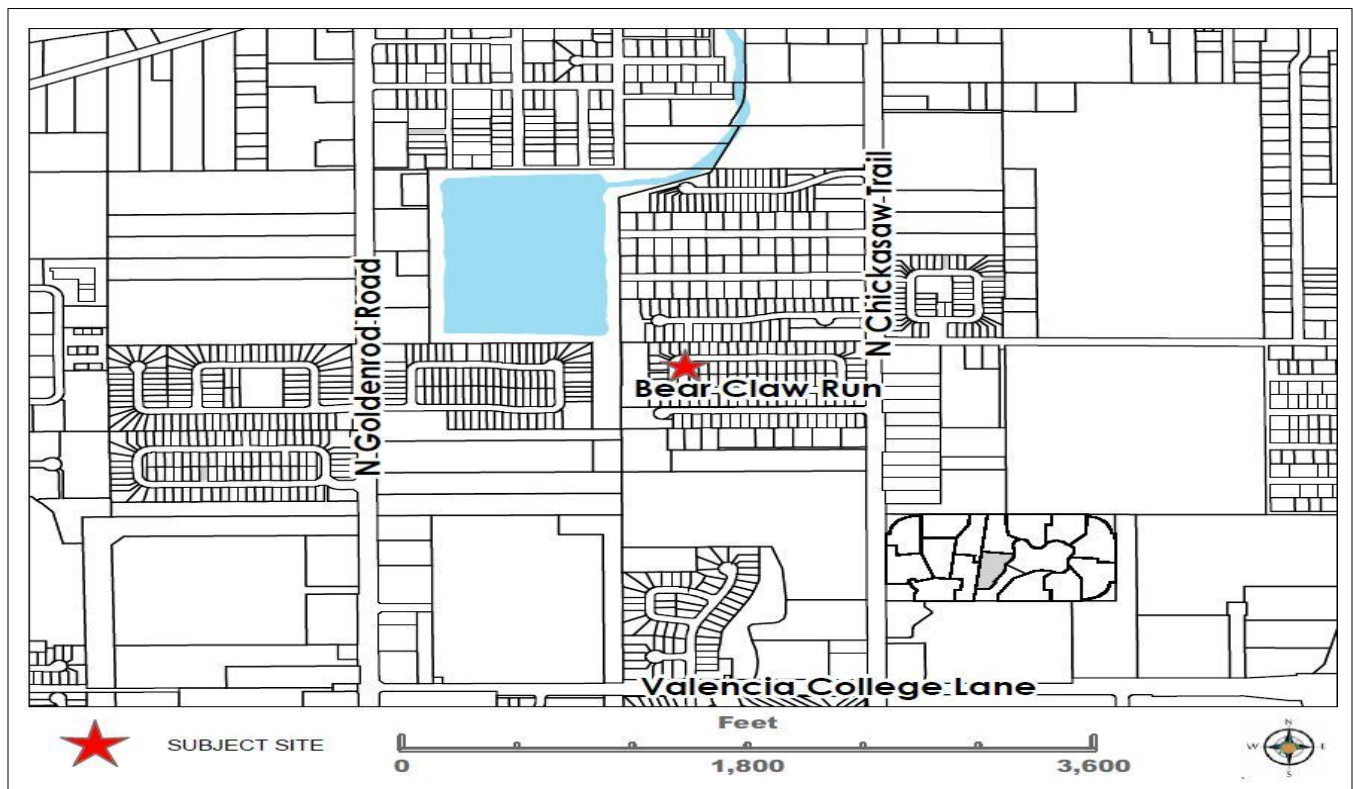 N Goldenrod Road
N Chickasaw Trail
Bear Claw Run
Valencia College Lane
SUBJECT SITE
Feet
0 1,800 3,600
N
W E
S